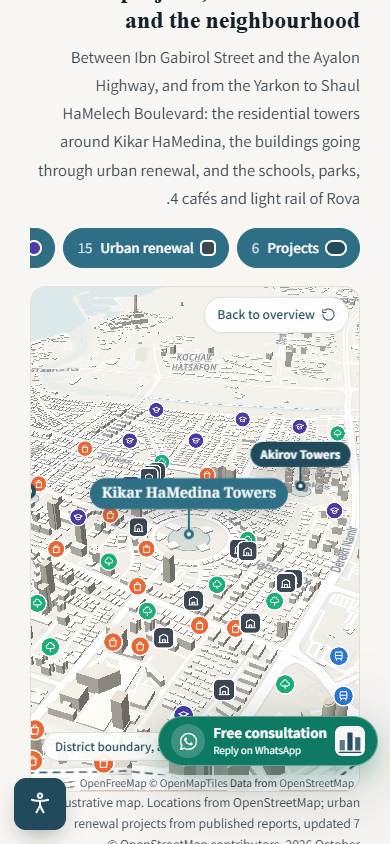 and the neighbourhood
Between Ibn Gabirol Street and the Ayalon
Highway, and from the Yarkon to Shaul
HaMelech Boulevard: the residential towers
around Kikar HaMedina, the buildings going
through urban renewal, and the schools, parks,
.4 cafés and light rail of Rova
15 Urban renewal
6 Projects
Back to overview
KOCHAV
HATSAFON
Akirov Towers
Kikar HaMedina Towers
Derech Namir
District boundary,
Free consultation
Reply on WhatsApp
OpenFreeMap © OpenMapTiles Data from OpenStreetMap
ustrative map. Locations from OpenStreetMap; urban
renewal projects from published reports, updated 7
© OpenStreetMap contributors. 2026 October